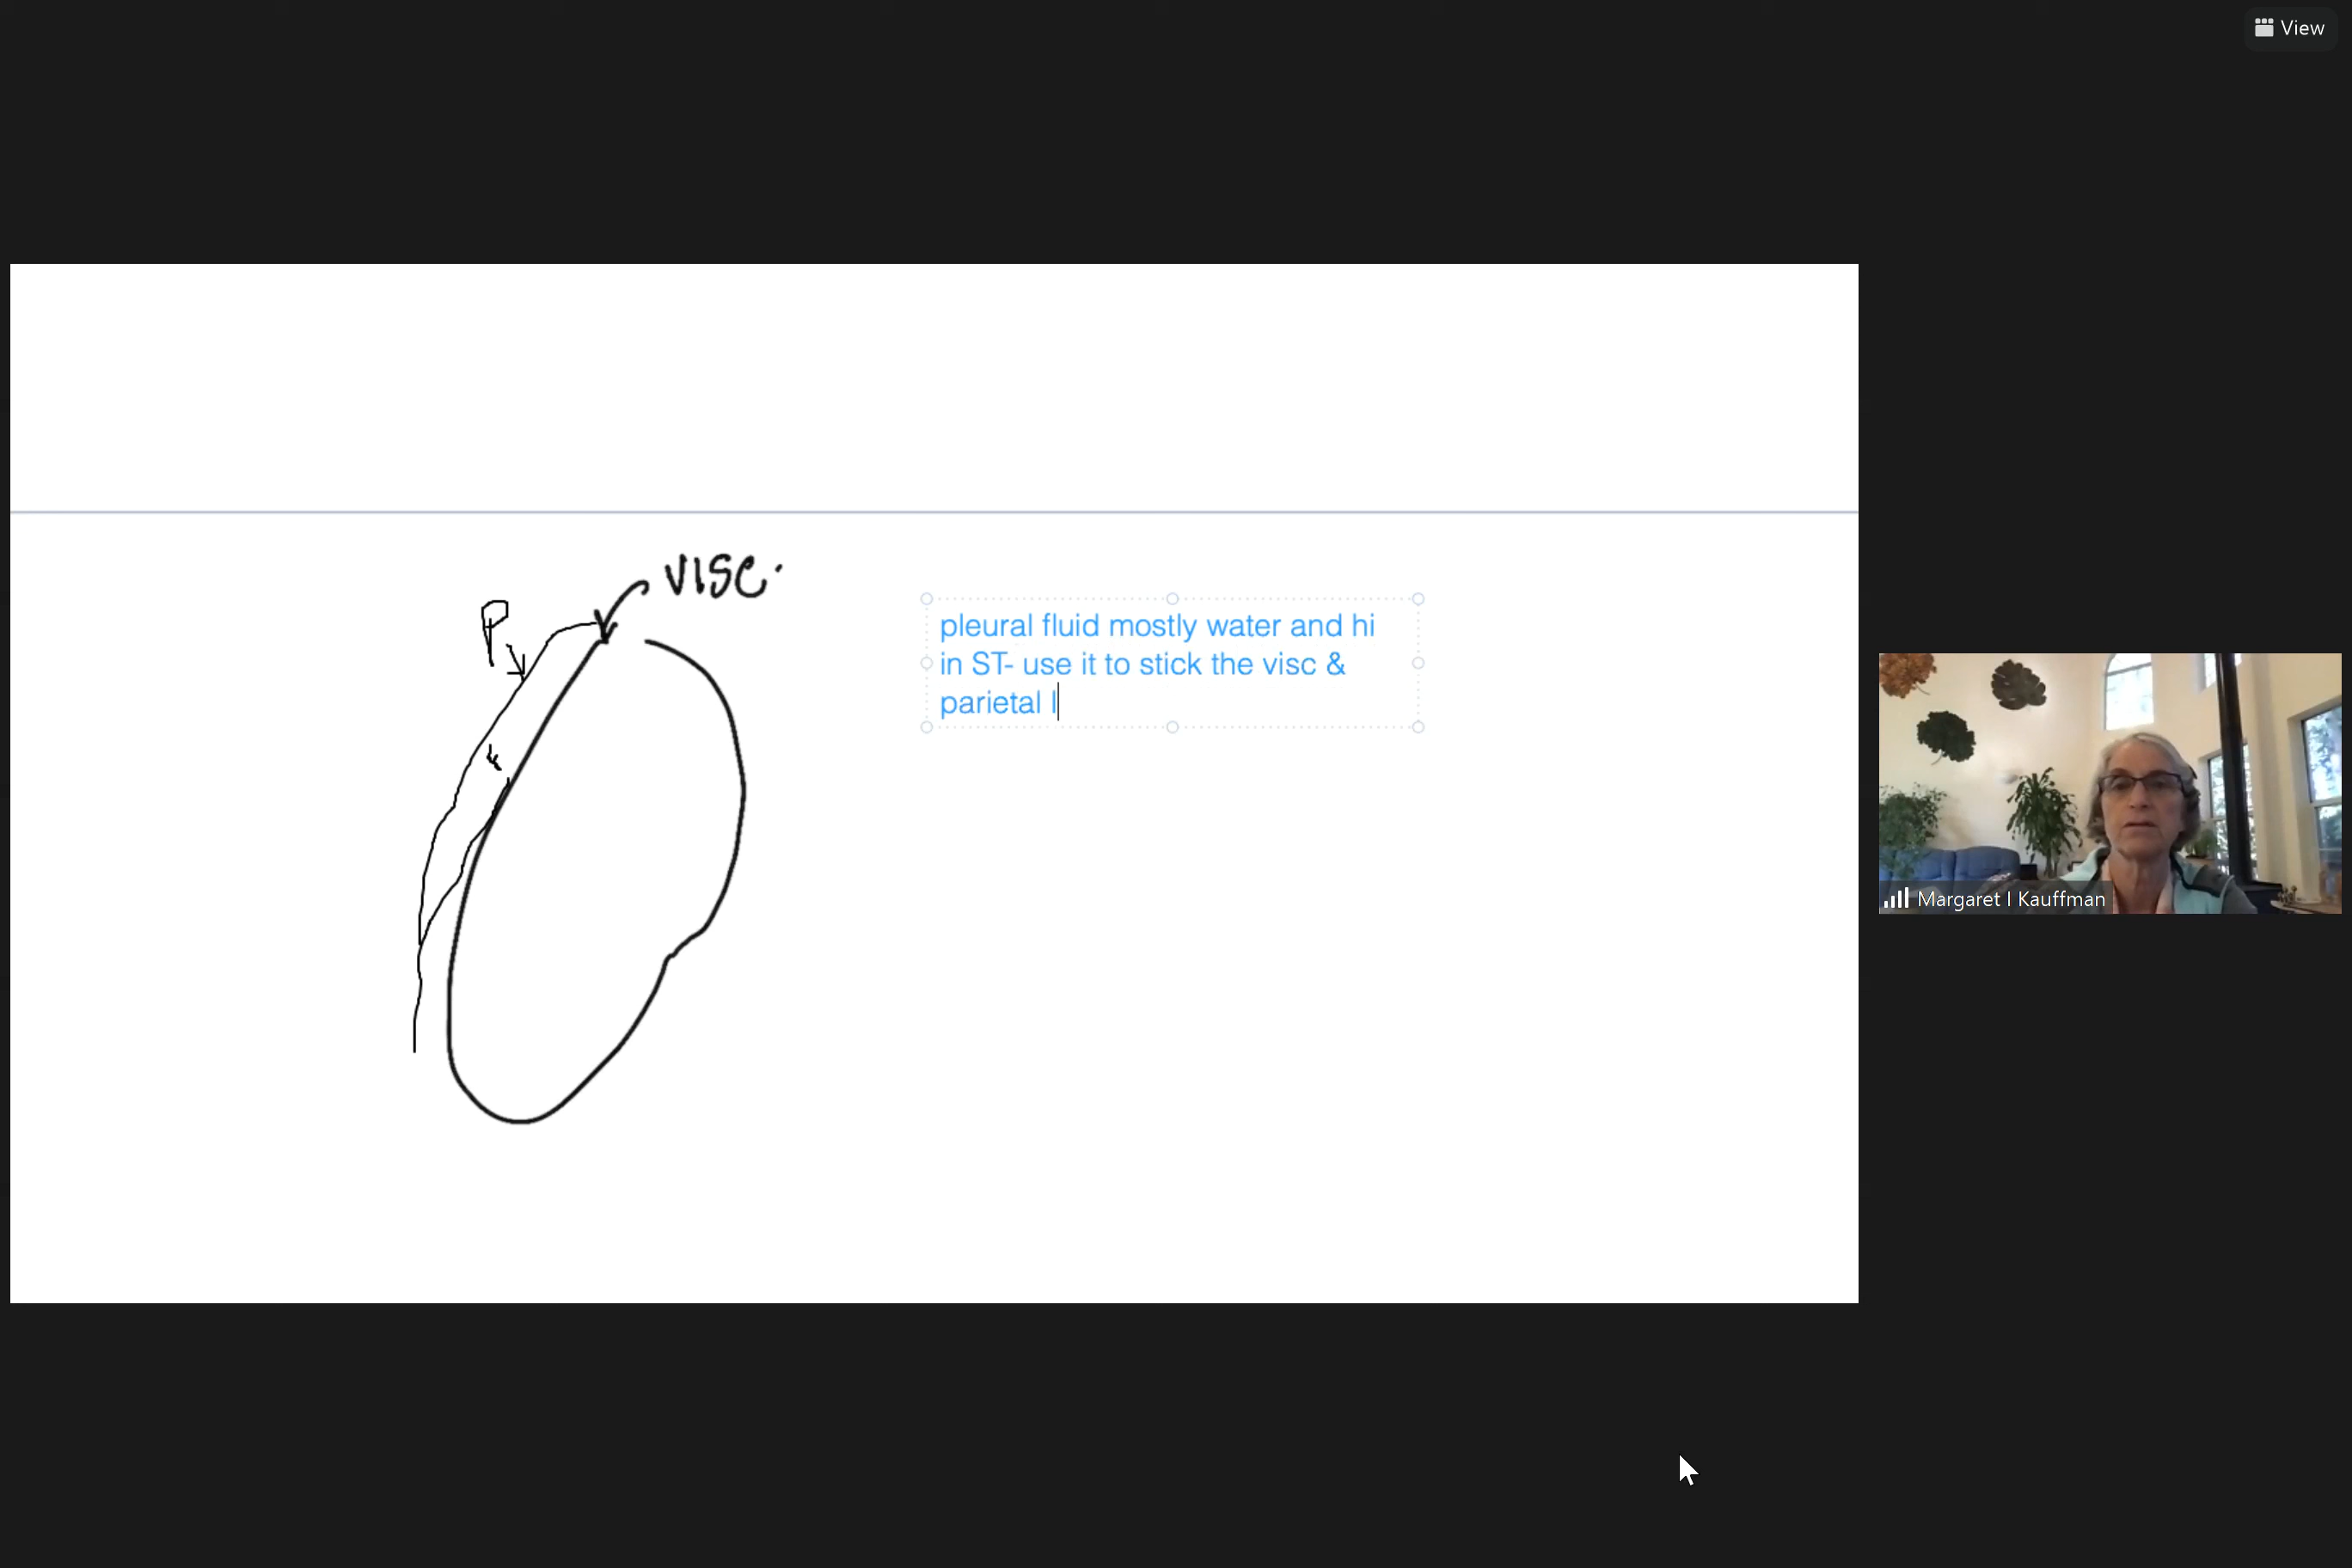 View
visc.
P
pleural fluid mostly water and hi
in ST- use it to stick the visc &
parietal l
Margaret I Kauffman